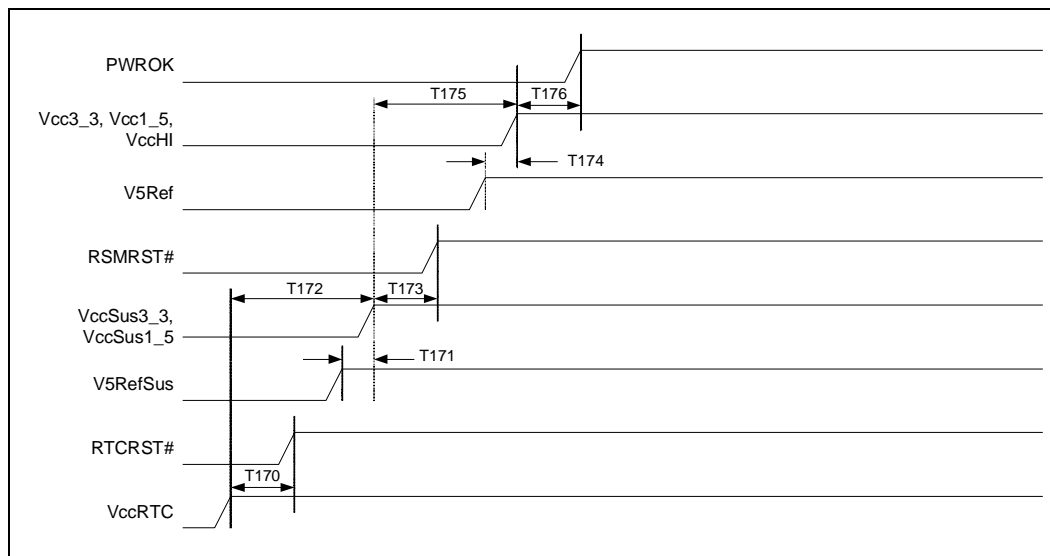 PWROK
T175
T176
Vcc3_3, Vcc1_5,
VccHI
T174
V5Ref
RSMRST#
T172
T173
VccSus3_3,
VccSus1_5
T171
V5RefSus
RTCRST#
T170
VccRTC